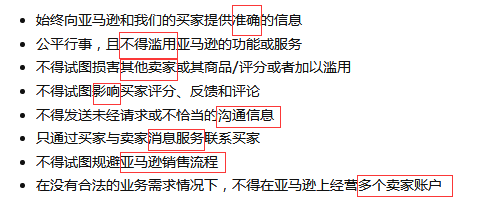 始终向亚马逊和我们的买家提供准确的信息
公平行事，且不得滥用亚马逊的功能或服务
不得试图损害其他卖家或其商品/评分或者加以滥用
不得试图影响买家评分、反馈和评论
不得发送未经请求或不恰当的沟通信息
只通过买家与卖家消息服务联系买家
不得试图规避亚马逊销售流程
在没有合法的业务需求情况下，不得在亚马逊上经营多个卖家账户